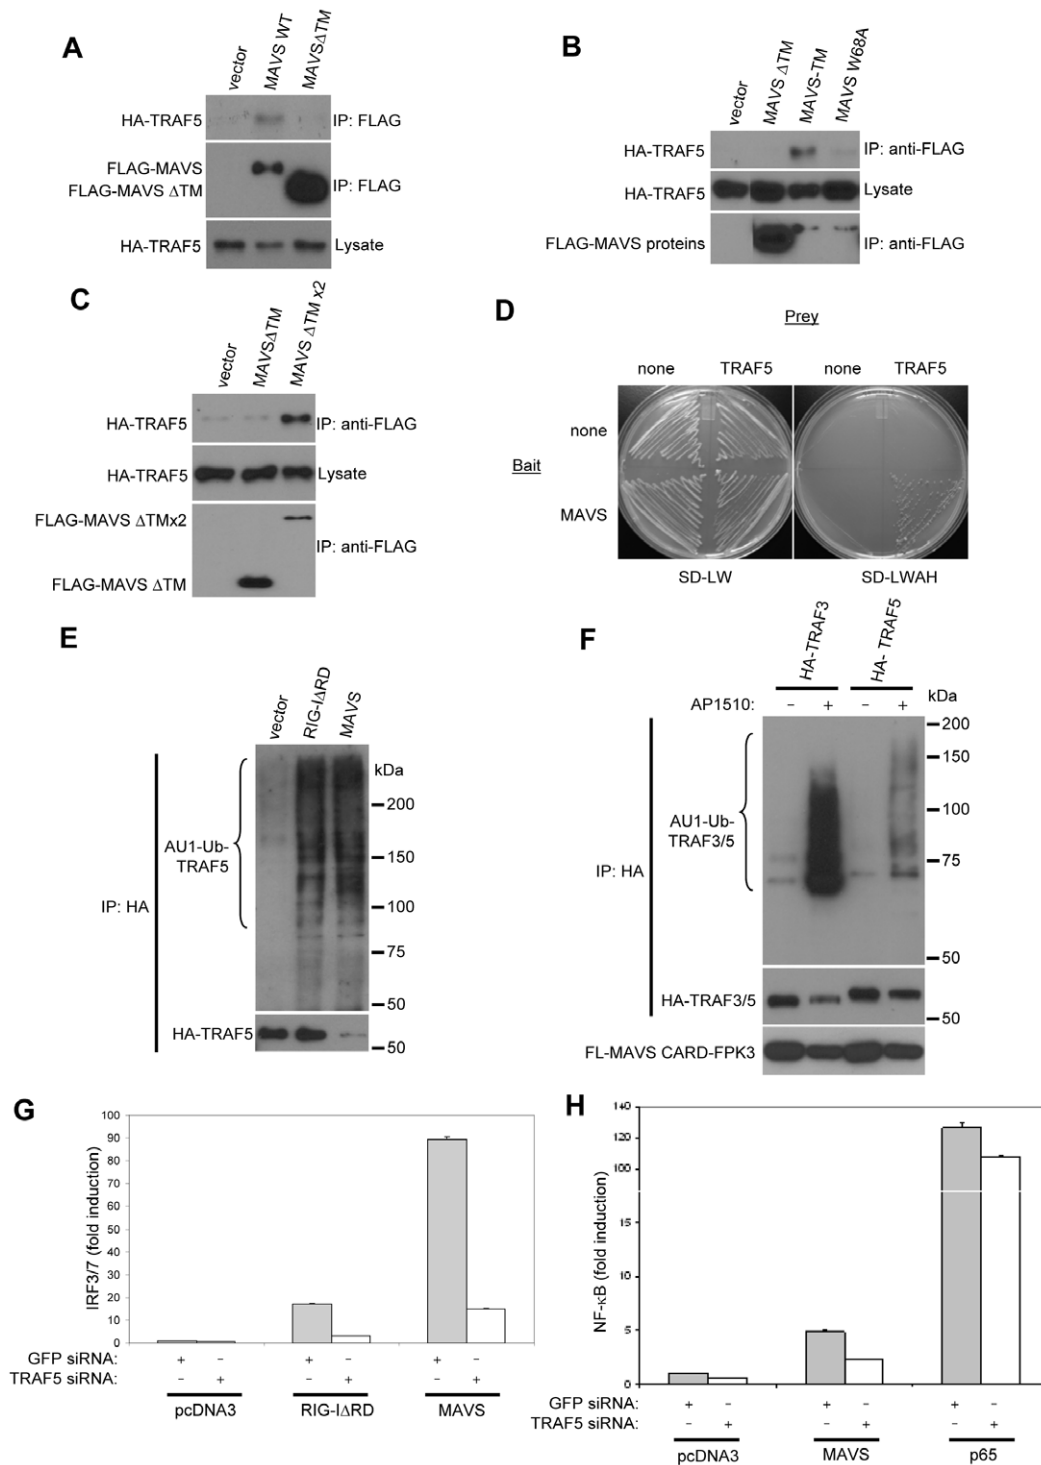 A
vector
MAVS WT
MAVSΔTM
HA-TRAF5
IP: FLAG
FLAG-MAVS
FLAG-MAVS ΔTM
IP: FLAG
HA-TRAF5
Lysate
B
vector
MAVS ΔTM
MAVS-TM
MAVS W68A
HA-TRAF5
IP: anti-FLAG
HA-TRAF5
Lysate
FLAG-MAVS proteins
IP: anti-FLAG
C
vector
MAVSΔTM
MAVS ΔTM x2
HA-TRAF5
IP: anti-FLAG
HA-TRAF5
Lysate
FLAG-MAVS ΔTMx2
IP: anti-FLAG
FLAG-MAVS ΔTM
D
Prey
none TRAF5 none TRAF5
none
Bait
MAVS
SD-LW SD-LWAH
E
vector
RIG-IΔRD
MAVS
kDa
200
AU1-Ub-
TRAF5
150
IP: HA
100
75
50
HA-TRAF5
50
F
HA-TRAF3
HA- TRAF5
AP1510: − + − + kDa
200
150
AU1-Ub-
TRAF3/5
100
75
IP: HA
50
HA-TRAF3/5
50
FL-MAVS CARD-FPK3
G
IRF3/7 (fold induction)
100
90
80
70
60
50
40
30
20
10
0
GFP siRNA: + − + − + −
TRAF5 siRNA: − + − + − +
pcDNA3 RIG-IΔRD MAVS
H
NF-κB (fold induction)
140
120
100
15
10
5
0
GFP siRNA: + − + − + −
TRAF5 siRNA: − + − + − +
pcDNA3 MAVS p65